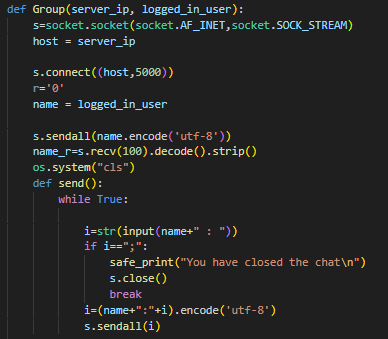 def Group(server_ip, logged_in_user):
    s=socket.socket(socket.AF_INET,socket.SOCK_STREAM)
    host = server_ip

    s.connect((host,5000))
    r='0'
    name = logged_in_user

    s.sendall(name.encode('utf-8'))
    name_r=s.recv(100).decode().strip()
    os.system("cls")
    def send():
        while True:

            i=str(input(name+" : "))
            if i==";":
                safe_print("You have closed the chat\n")
                s.close()
                break
            i=(name+":"+i).encode('utf-8')
            s.sendall(i)